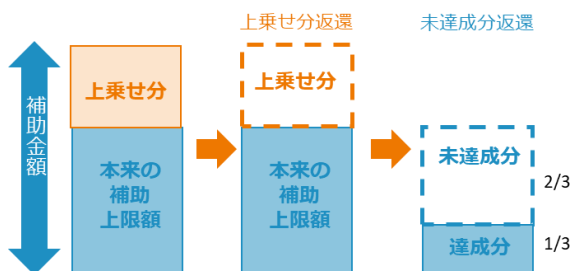 上乗せ分返還
未達成分返還
補助金額
上乗せ分
本来の
補助
上限額
上乗せ分
本来の
補助
上限額
未達成分
2/3
達成分
1/3